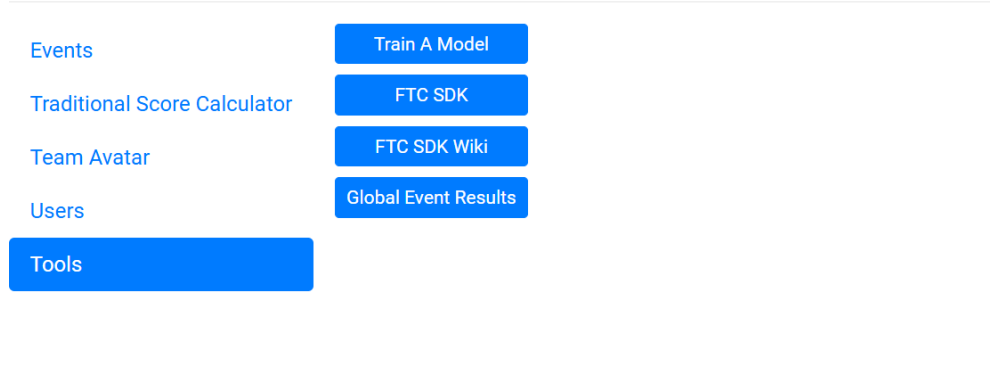 Events
Traditional Score Calculator
Team Avatar
Users
Tools
Train A Model
FTC SDK
FTC SDK Wiki
Global Event Results